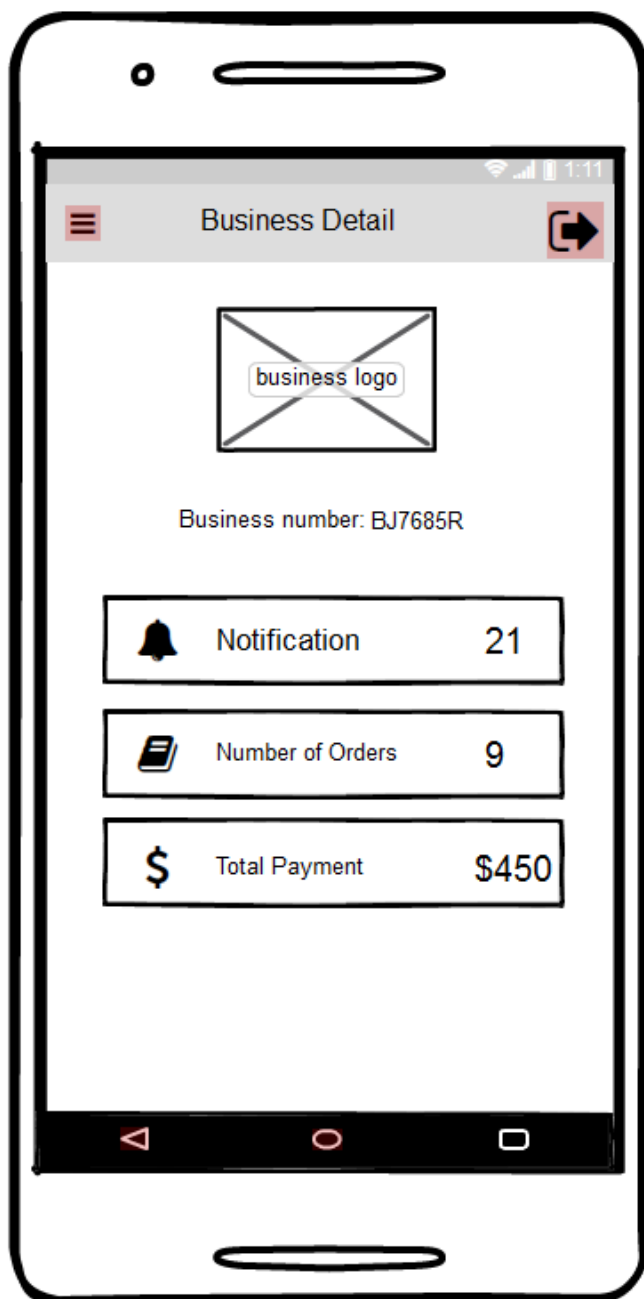 1:11
Business Detail
business logo
Business number: BJ7685R
Notification 21
Number of Orders 9
$ Total Payment $450